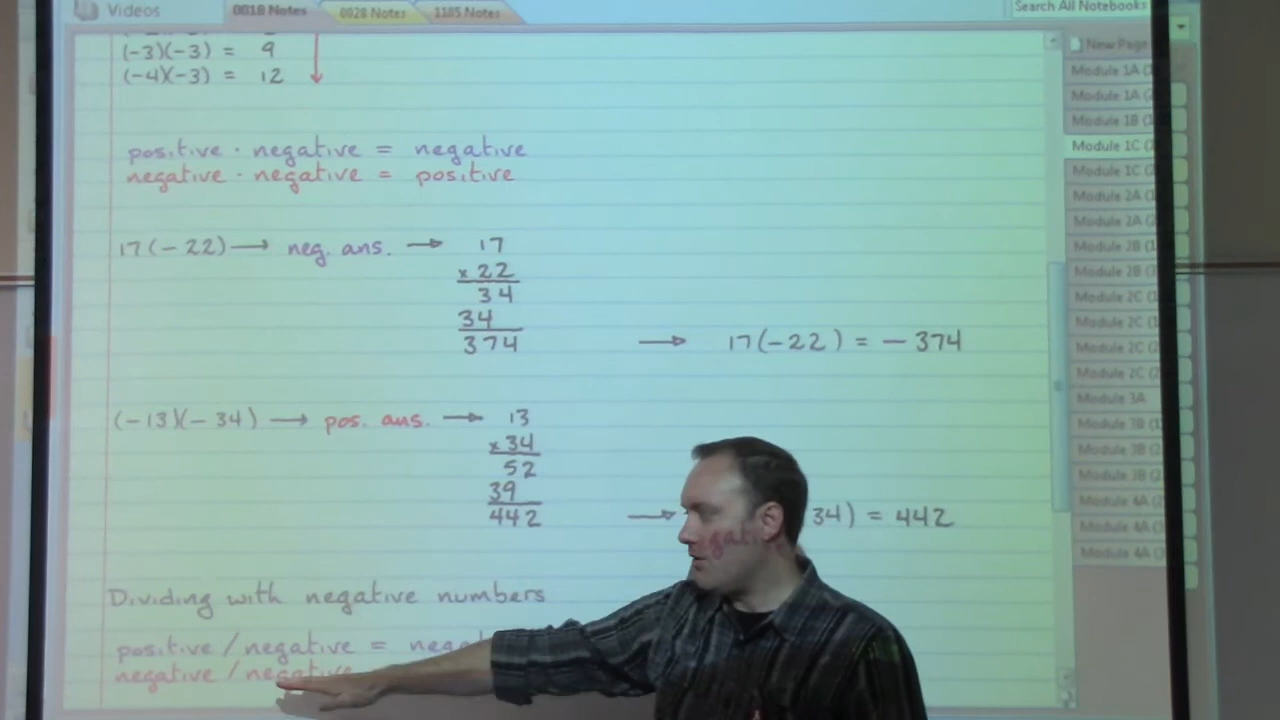 Videos 0018 Notes 0028 Notes 1185 Notes Search All Notebooks
New Page
(-3)(-3) = 9
(-4)(-3) = 12
Module 1A
Module 1A
Module 1B
positive · negative = negative
Module 1C
negative · negative = positive
Module 1C
Module 2A
Module 2A
17(-22) → neg. ans. → 17
Module 2B
x 22
Module 2B
34
Module 2C
34
Module 2C
374 → 17(-22) = - 374
Module 2C
Module 2C
Module 3A
(-13)(-34) → pos. ans. → 13
Module 3B
x 34
Module 3B
52
Module 3B
39
Module 4A
442 → 34) = 442
Module 4A
Module 4A
Dividing with negative numbers
positive / negative =
negative / negative